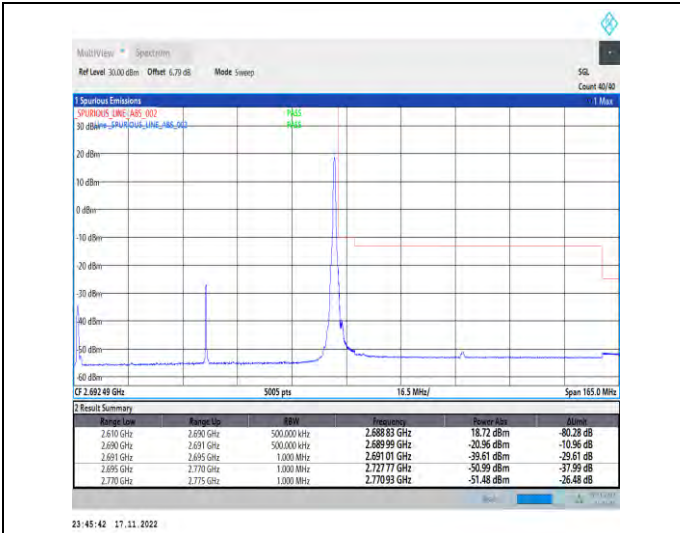 MultiView Spectrum
Ref Level 30.00 dBm Offset 6.79 dB Mode Sweep SGL
Count 40/40
1 Spurious Emissions 1 Max
_SPURIOUS_LINE_ABS_002 PASS
30 dBm Line _SPURIOUS_LINE_ABS_002 PASS
20 dBm
10 dBm
0 dBm
-10 dBm
-20 dBm
-30 dBm
-40 dBm
-50 dBm
-60 dBm
CF 2.692 49 GHz 5005 pts 16.5 MHz/ Span 165.0 MHz
2 Result Summary
Range Low Range Up RBW Frequency Power Abs ΔLimit
2.610 GHz 2.690 GHz 500.000 kHz 2.688 83 GHz 18.72 dBm -80.28 dB
2.690 GHz 2.691 GHz 500.000 kHz 2.689 99 GHz -20.96 dBm -10.96 dB
2.691 GHz 2.695 GHz 1.000 MHz 2.691 01 GHz -39.61 dBm -29.61 dB
2.695 GHz 2.770 GHz 1.000 MHz 2.727 77 GHz -50.99 dBm -37.99 dB
2.770 GHz 2.775 GHz 1.000 MHz 2.770 93 GHz -51.48 dBm -26.48 dB
23:45:42 17.11.2022